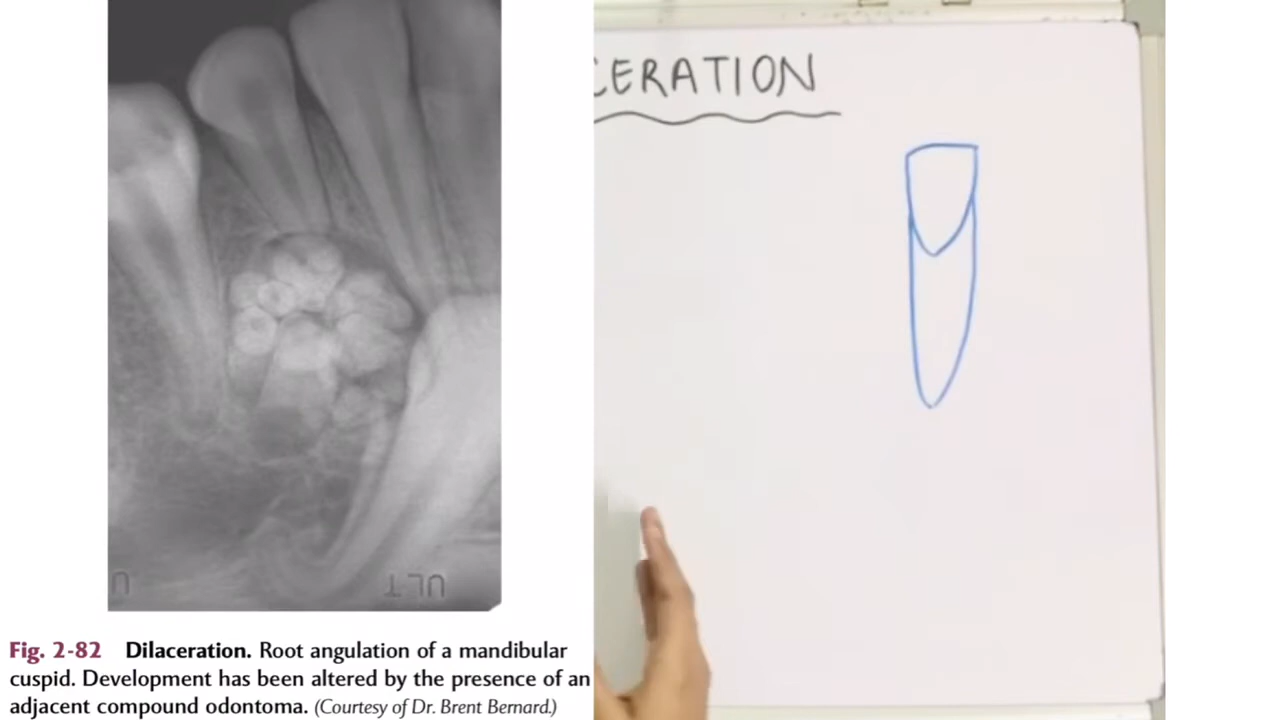 CERATION
Fig. 2-82 Dilaceration. Root angulation of a mandibular
cuspid. Development has been altered by the presence of an
adjacent compound odontoma. (Courtesy of Dr. Brent Bernard.)